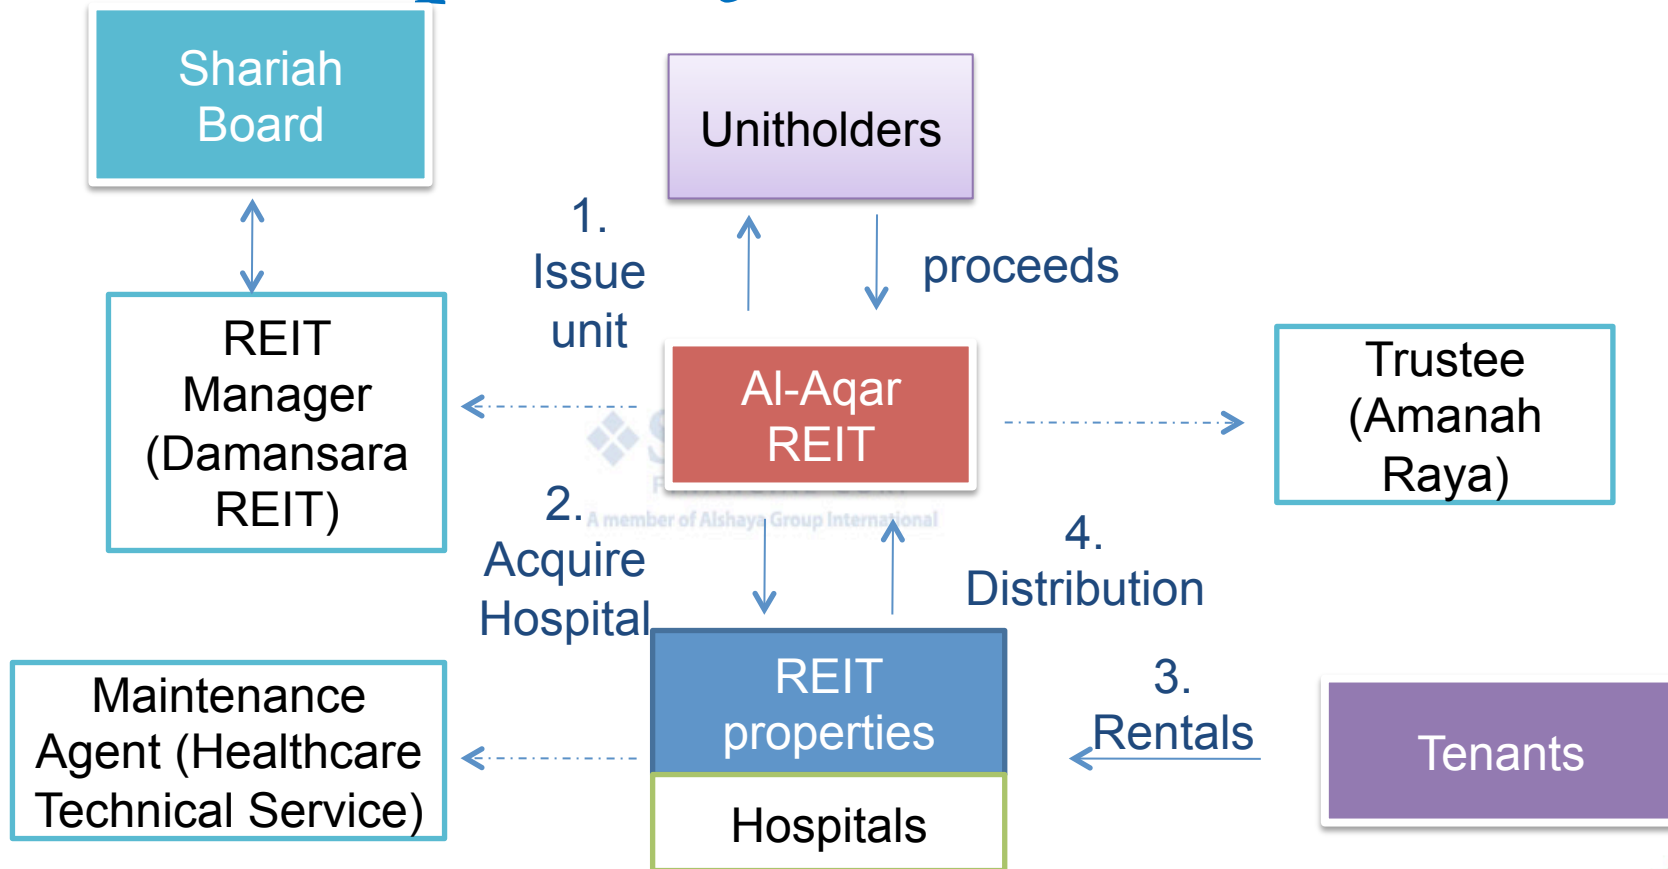 Shariah
Board
Unitholders
1.
Issue
unit
proceeds
REIT
Manager
(Damansara
REIT)
Al-Aqar
REIT
Trustee
(Amanah
Raya)
A member of Alshaya Group International
2.
Acquire
Hospital
4.
Distribution
REIT
properties
Hospitals
3.
Rentals
Tenants
Maintenance
Agent (Healthcare
Technical Service)